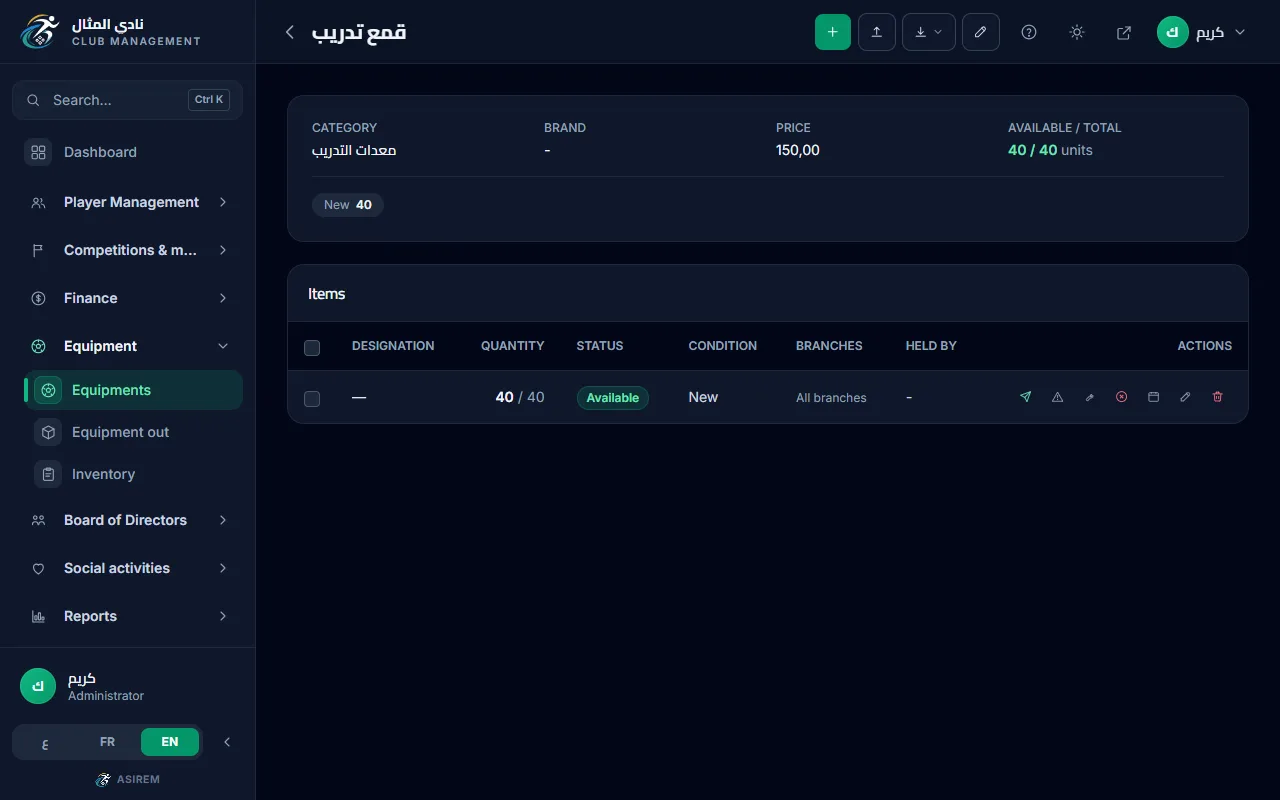 نادي المثال
CLUB MANAGEMENT
Search...
Ctrl K
Dashboard
Player Management
Competitions & m...
Finance
Equipment
Equipments
Equipment out
Inventory
Board of Directors
Social activities
Reports
ك
كريم
Administrator
ع
FR
EN
ASIREM
قمع تدريب
ك
كريم
CATEGORY
معدات التدريب
BRAND
-
PRICE
150,00
AVAILABLE / TOTAL
40 / 40 units
New 40
Items
DESIGNATION QUANTITY STATUS CONDITION BRANCHES HELD BY ACTIONS
— 40 / 40 Available New All branches -